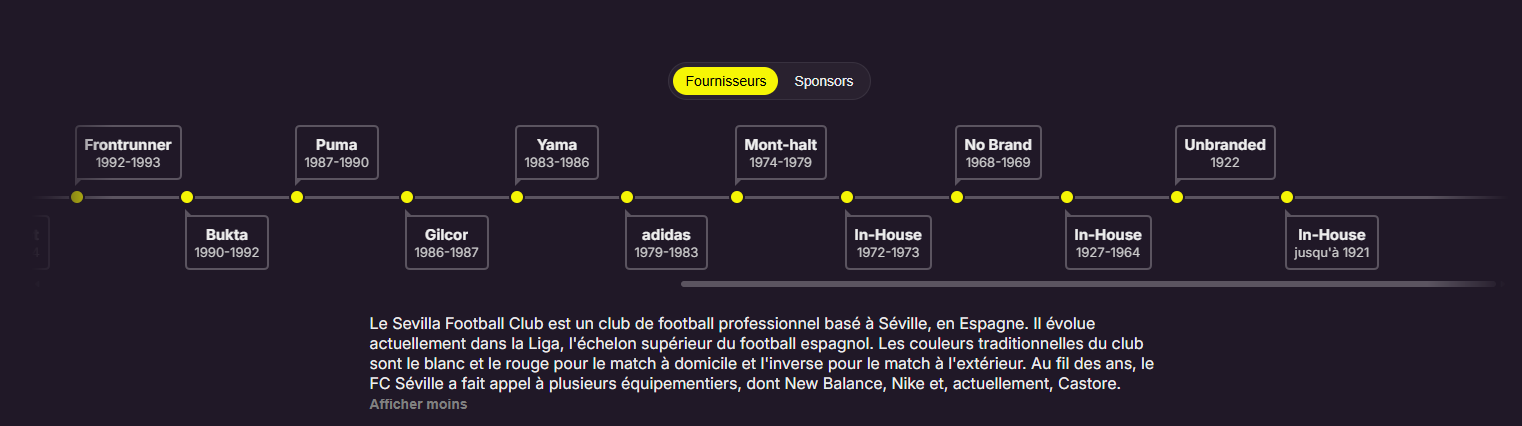 Fournisseurs
Sponsors
Frontrunner
1992-1993
Bukta
1990-1992
Puma
1987-1990
Gilcor
1986-1987
Yama
1983-1986
adidas
1979-1983
Mont-halt
1974-1979
In-House
1972-1973
No Brand
1968-1969
In-House
1927-1964
Unbranded
1922
In-House
jusqu'à 1921
Le Sevilla Football Club est un club de football professionnel basé à Séville, en Espagne. Il évolue
actuellement dans la Liga, l'échelon supérieur du football espagnol. Les couleurs traditionnelles du club
sont le blanc et le rouge pour le match à domicile et l'inverse pour le match à l'extérieur. Au fil des ans, le
FC Séville a fait appel à plusieurs équipementiers, dont New Balance, Nike et, actuellement, Castore.
Afficher moins